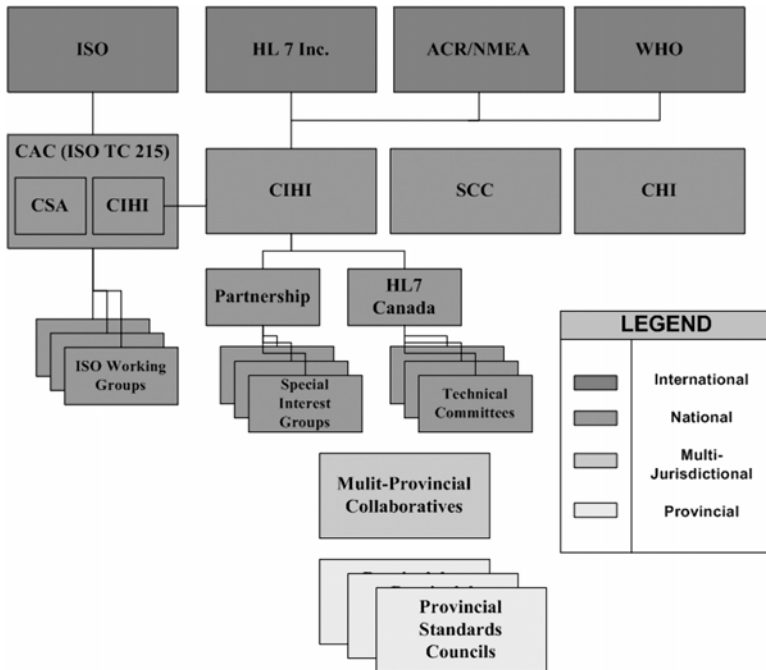 ISO
HL 7 Inc.
ACR/NMEA
WHO
CAC (ISO TC 215)
CSA
CIHI
CIHI
SCC
CHI
Partnership
HL7
Canada
ISO Working
Groups
Special
Interest
Groups
Technical
Committees
Mulit-Provincial
Collaboratives
Provincial
Standards
Councils
LEGEND
International
National
Multi-
Jurisdictional
Provincial